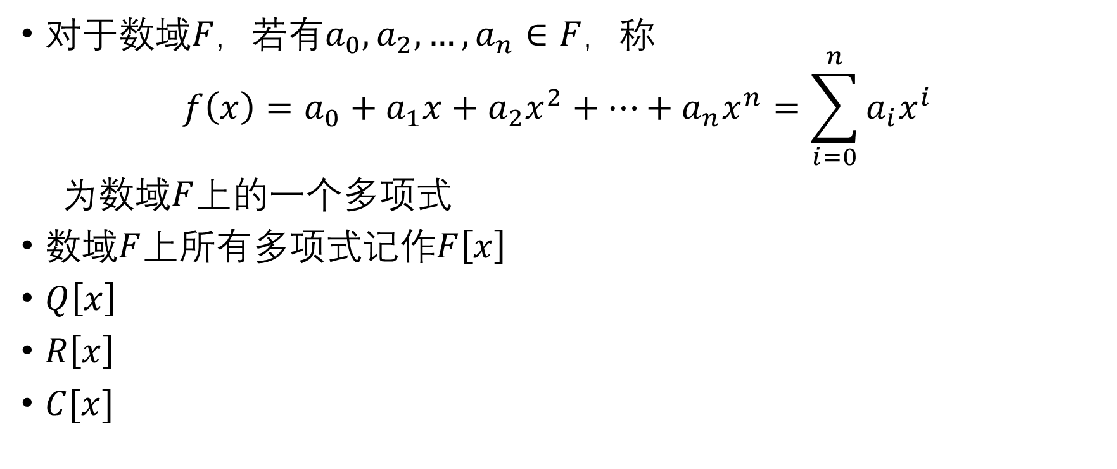 • 对于数域F，若有a₀, a₂, …, aₙ ∈ F，称
f(x) = a₀ + a₁x + a₂x² + ⋯ + aₙxⁿ = ∑ᵢ₌₀ⁿ aᵢxⁱ
为数域F上的一个多项式
• 数域F上所有多项式记作F[x]
• Q[x]
• R[x]
• C[x]